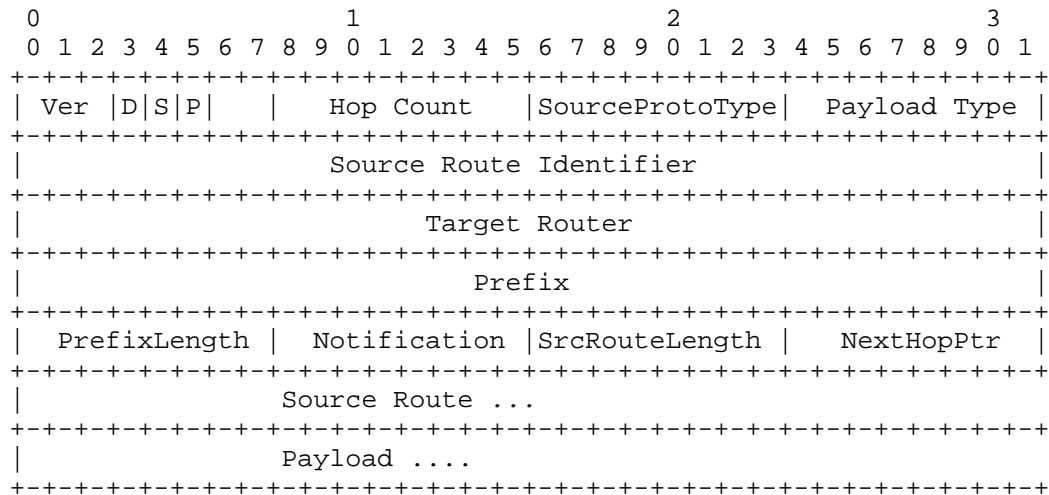 0                   1                   2                   3
 0 1 2 3 4 5 6 7 8 9 0 1 2 3 4 5 6 7 8 9 0 1 2 3 4 5 6 7 8 9 0 1
+-+-+-+-+-+-+-+-+-+-+-+-+-+-+-+-+-+-+-+-+-+-+-+-+-+-+-+-+-+-+-+-+
| Ver |D|S|P|   |   Hop Count   |SourceProtoType|  Payload Type |
+-+-+-+-+-+-+-+-+-+-+-+-+-+-+-+-+-+-+-+-+-+-+-+-+-+-+-+-+-+-+-+-+
|                   Source Route Identifier                     |
+-+-+-+-+-+-+-+-+-+-+-+-+-+-+-+-+-+-+-+-+-+-+-+-+-+-+-+-+-+-+-+-+
|                         Target Router                         |
+-+-+-+-+-+-+-+-+-+-+-+-+-+-+-+-+-+-+-+-+-+-+-+-+-+-+-+-+-+-+-+-+
|                            Prefix                             |
+-+-+-+-+-+-+-+-+-+-+-+-+-+-+-+-+-+-+-+-+-+-+-+-+-+-+-+-+-+-+-+-+
|  PrefixLength |  Notification |SrcRouteLength |   NextHopPtr  |
+-+-+-+-+-+-+-+-+-+-+-+-+-+-+-+-+-+-+-+-+-+-+-+-+-+-+-+-+-+-+-+-+
|                Source Route ...
+-+-+-+-+-+-+-+-+-+-+-+-+-+-+-+-+-+-+-+-+-+-+-+-+-+-+-+-+-+-+-+-+
|                Payload ....
+-+-+-+-+-+-+-+-+-+-+-+-+-+-+-+-+-+-+-+-+-+-+-+-+-+-+-+-+-+-+-+-+